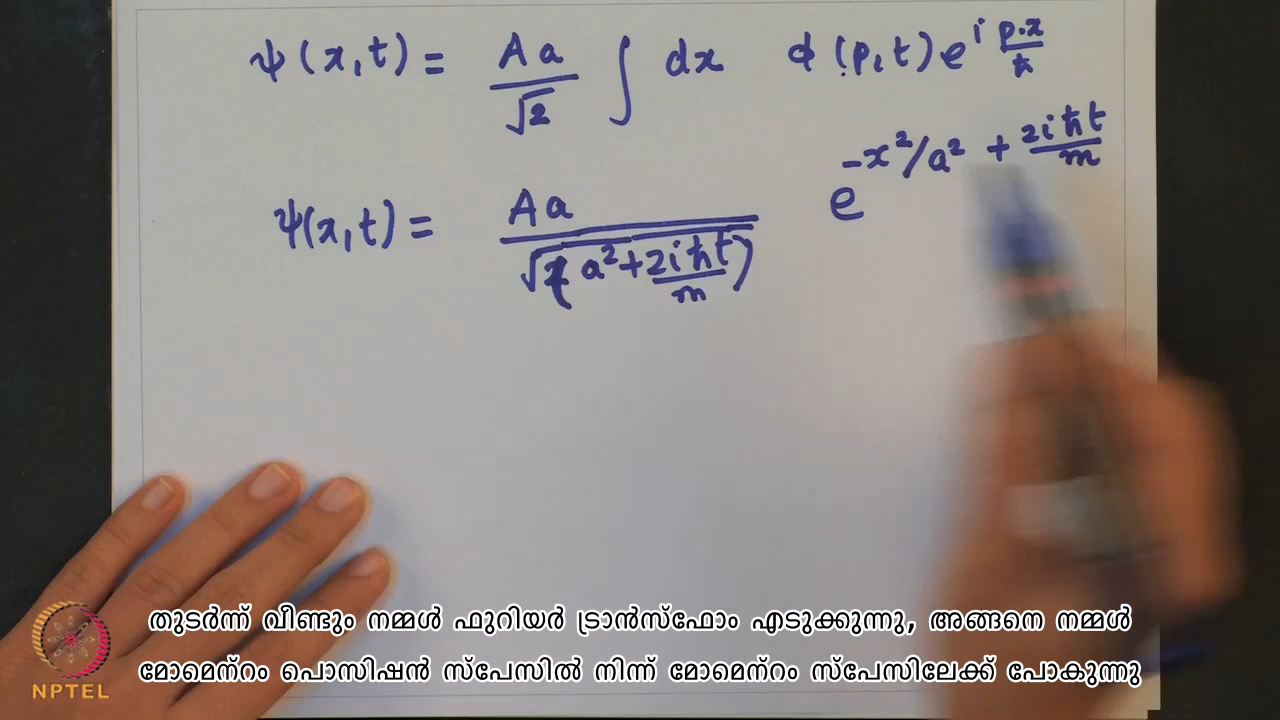 ψ(x,t) = Aa/√2 ∫ dx ϕ(p,t) e^{i p·x/ħ}
ψ(x,t) = Aa/√(a²+2iħt/m) e^{-x²/a² + 2iħt/m}
തുടർന്ന് വീണ്ടും നമ്മൾ ഫുറിയർ ട്രാൻസ്ഫോം എടുക്കുന്നു, അങ്ങനെ നമ്മൾ
മോമെന്റം പൊസിഷൻ സ്പേസിൽ നിന്ന് മോമെന്റം സ്പേസിലേക്ക് പോകുന്നു
NPTEL